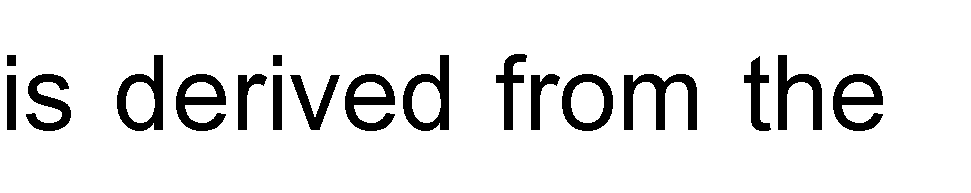 is derived from the